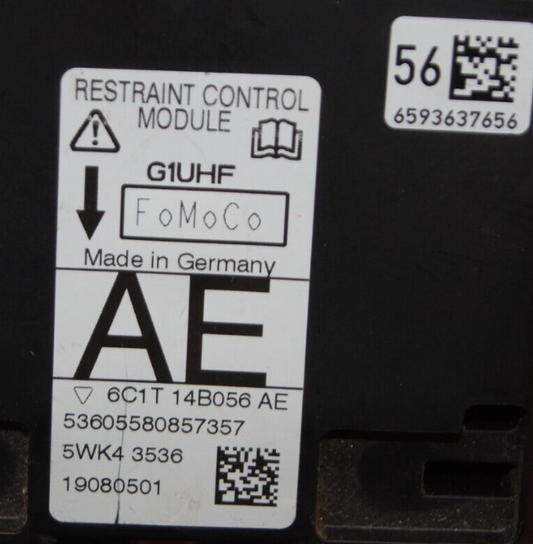 RESTRAINT CONTROL
MODULE
G1UHF
FoMoCo
Made in Germany
AE
6C1T 14B056 AE
53605580857357
5WK4 3536
19080501
56
6593637656